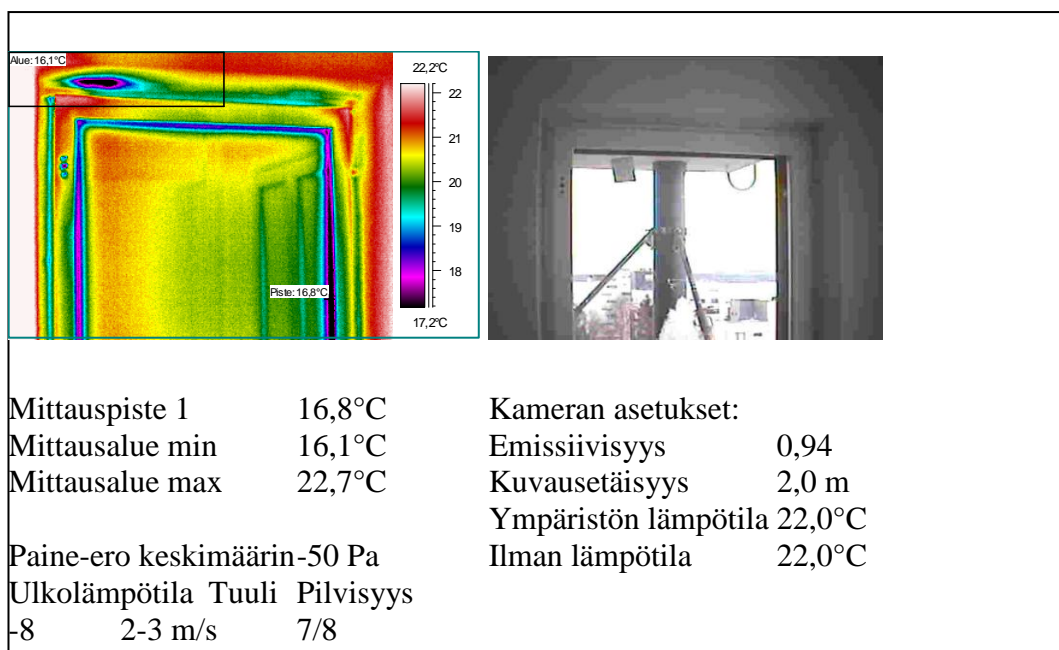 Alue: 16,1°C
22,2°C
22
21
20
19
18
17,2°C
Piste: 16,8°C
Mittauspiste 1 16,8°C
Mittausalue min 16,1°C
Mittausalue max 22,7°C
Paine-ero keskimäärin -50 Pa
Ulkolämpötila Tuuli Pilvisyys
-8 2-3 m/s 7/8
Kameran asetukset:
Emissiivisyys 0,94
Kuvausetäisyys 2,0 m
Ympäristön lämpötila 22,0°C
Ilman lämpötila 22,0°C